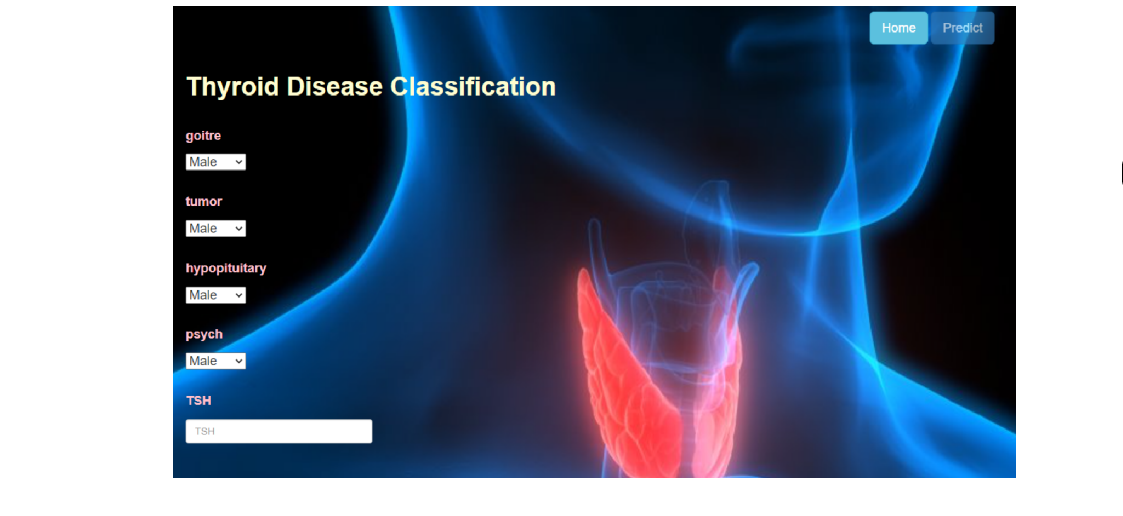 Home Predict
Thyroid Disease Classification
goitre
Male
tumor
Male
hypopituitary
Male
psych
Male
TSH
TSH